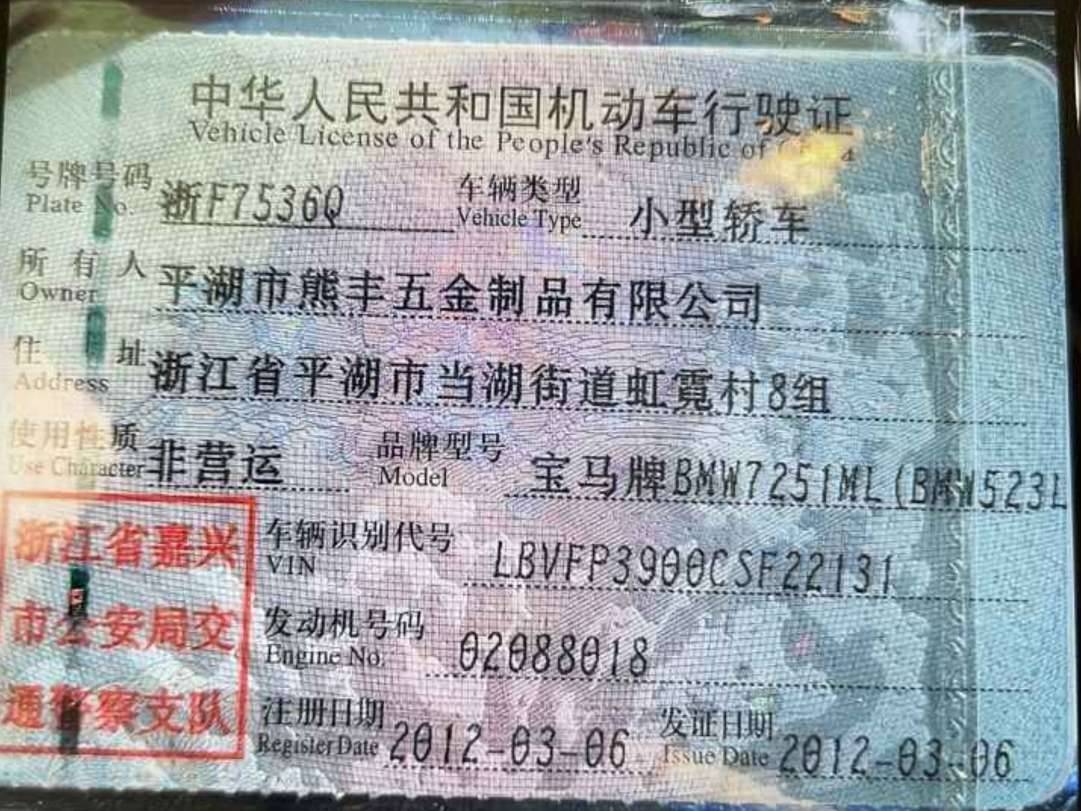 中华人民共和国机动车行驶证
Vehicle License of the People's Republic of
号牌号码 浙F7536Q 车辆类型 小型轿车
Plate No. Vehicle Type
所有人 平湖市熊丰五金制品有限公司
Owner
住址 浙江省平湖市当湖街道虹霓村8组
Address
使用性质 非营运 品牌型号 宝马牌BMW7251ML(BMW523L
Use Character Model
浙江省嘉兴
市公安局交
通警察支队
车辆识别代号 LBVFP3900CSF22131
VIN
发动机号码 02088018
Engine No.
注册日期 2012-03-06 发证日期 2012-03-06
Register Date Issue Date